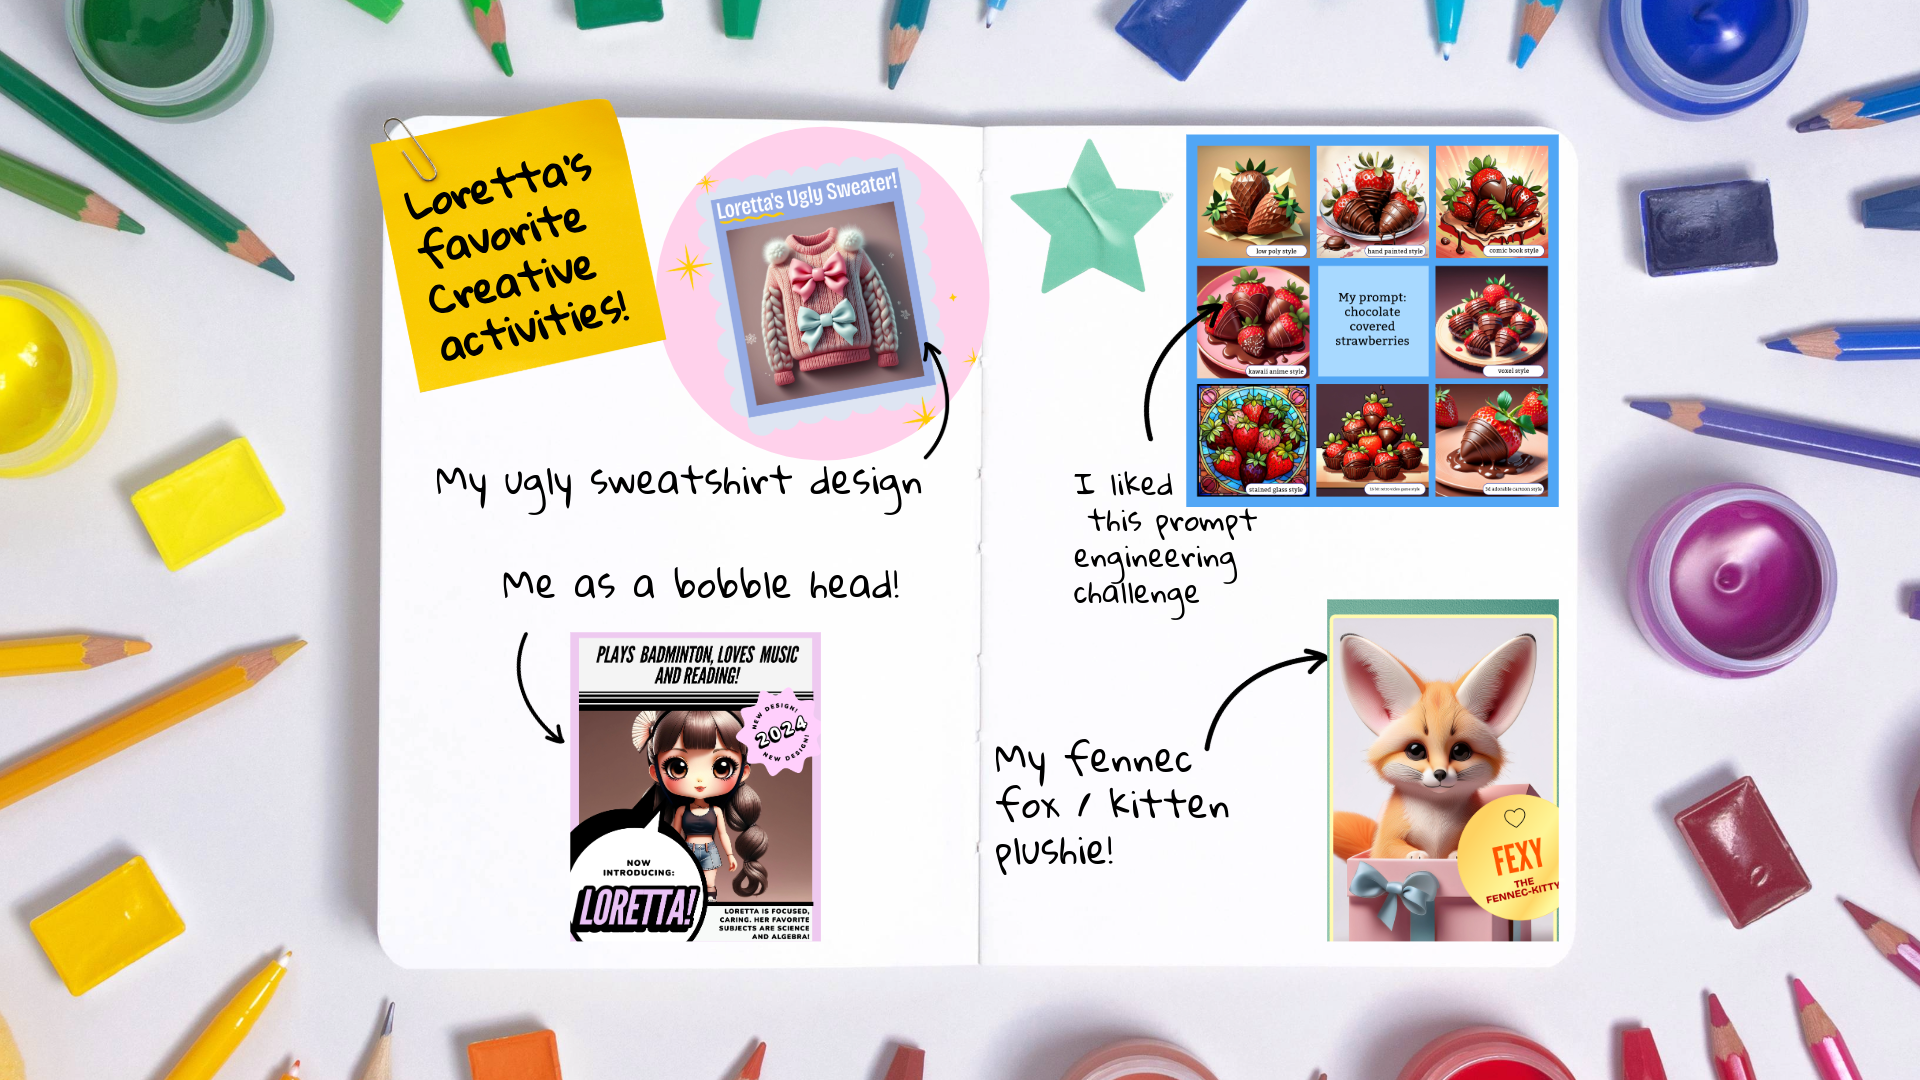 Loretta's
favorite
Creative
activities!
Loretta's Ugly Sweater!
My ugly sweatshirt design
Me as a bobble head!
PLAYS BADMINTON, LOVES MUSIC
AND READING!
NEW DESIGN!
2024
NEW DESIGN!
NOW
INTRODUCING:
LORETTA!
LORETTA IS FOCUSED,
CARING. HER FAVORITE
SUBJECTS ARE SCIENCE
AND ALGEBRA!
low poly style
hand painted style
comic book style
kawaii anime style
My prompt:
chocolate
covered
strawberries
voxel style
stained glass style
3d adorable cartoon style
I liked
this prompt
engineering
challenge
My fennec
fox / kitten
plushie!
FEXY
THE
FENNEC-KITTY